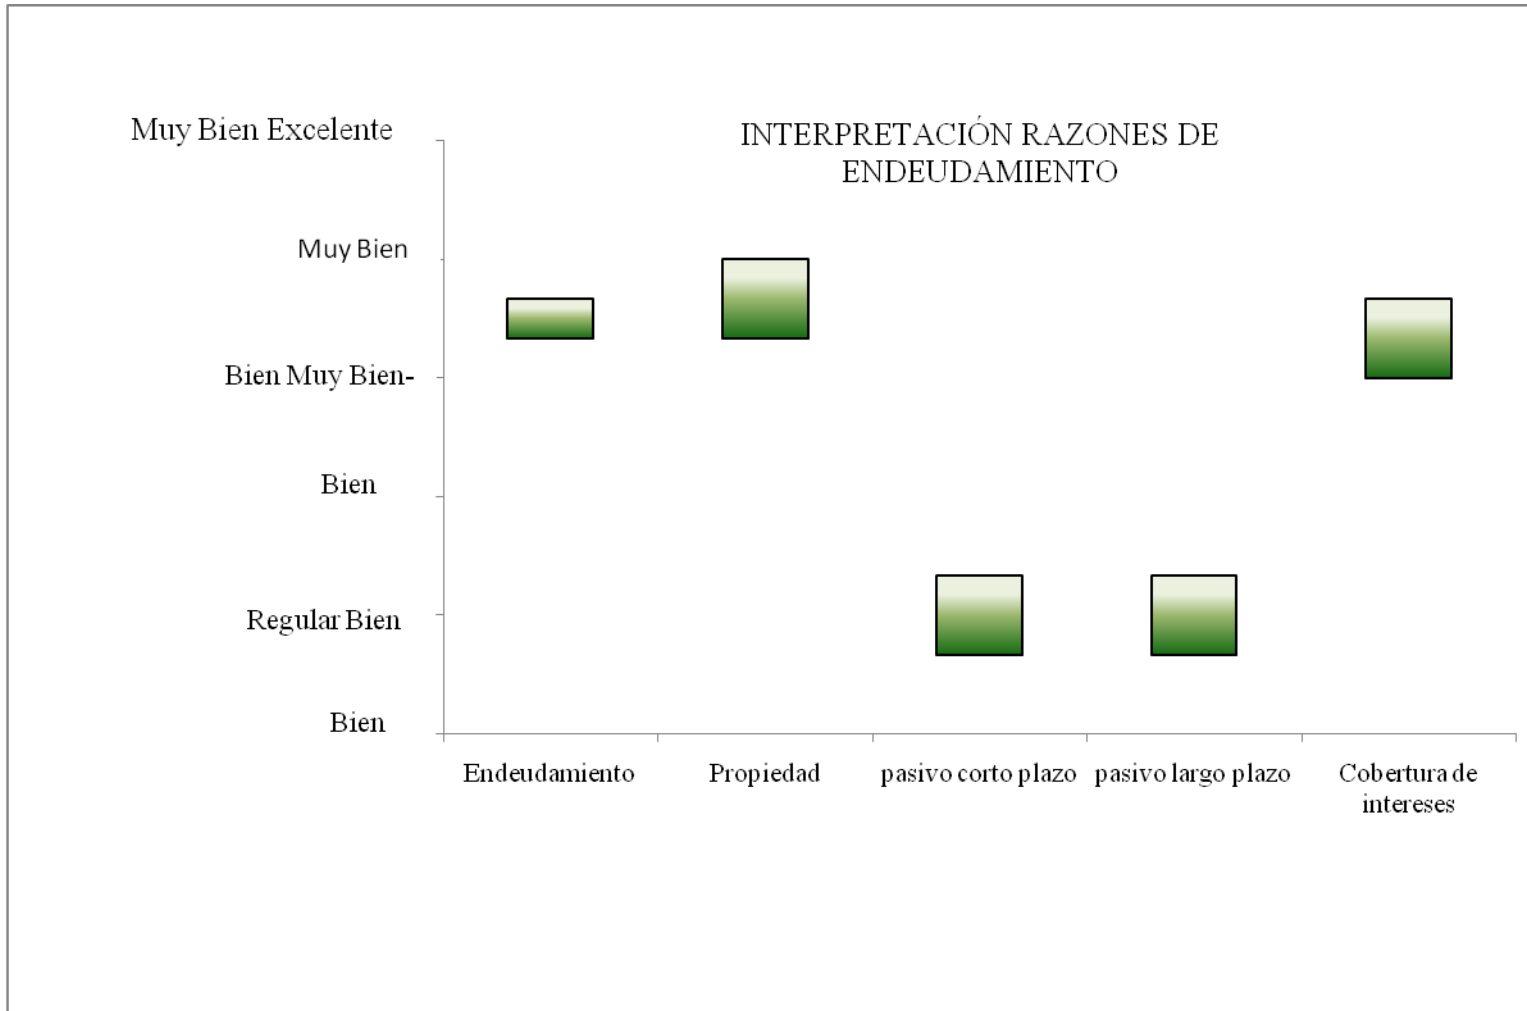 INTERPRETACIÓN RAZONES DE
ENDEUDAMIENTO
Muy Bien Excelente
Muy Bien
Bien Muy Bien-
Bien
Regular Bien
Bien
Endeudamiento
Propiedad
pasivo corto plazo
pasivo largo plazo
Cobertura de
intereses